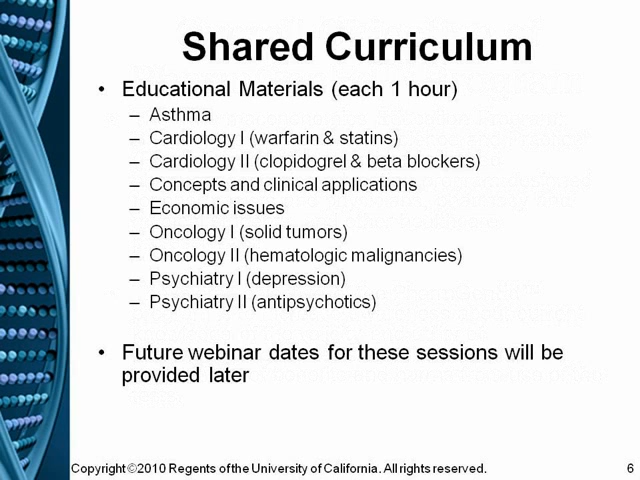 Shared Curriculum
• Educational Materials (each 1 hour)
– Asthma
– Cardiology I (warfarin & statins)
– Cardiology II (clopidogrel & beta blockers)
– Concepts and clinical applications
– Economic issues
– Oncology I (solid tumors)
– Oncology II (hematologic malignancies)
– Psychiatry I (depression)
– Psychiatry II (antipsychotics)
• Future webinar dates for these sessions will be
provided later
Copyright ©2010 Regents of the University of California. All rights reserved.
6